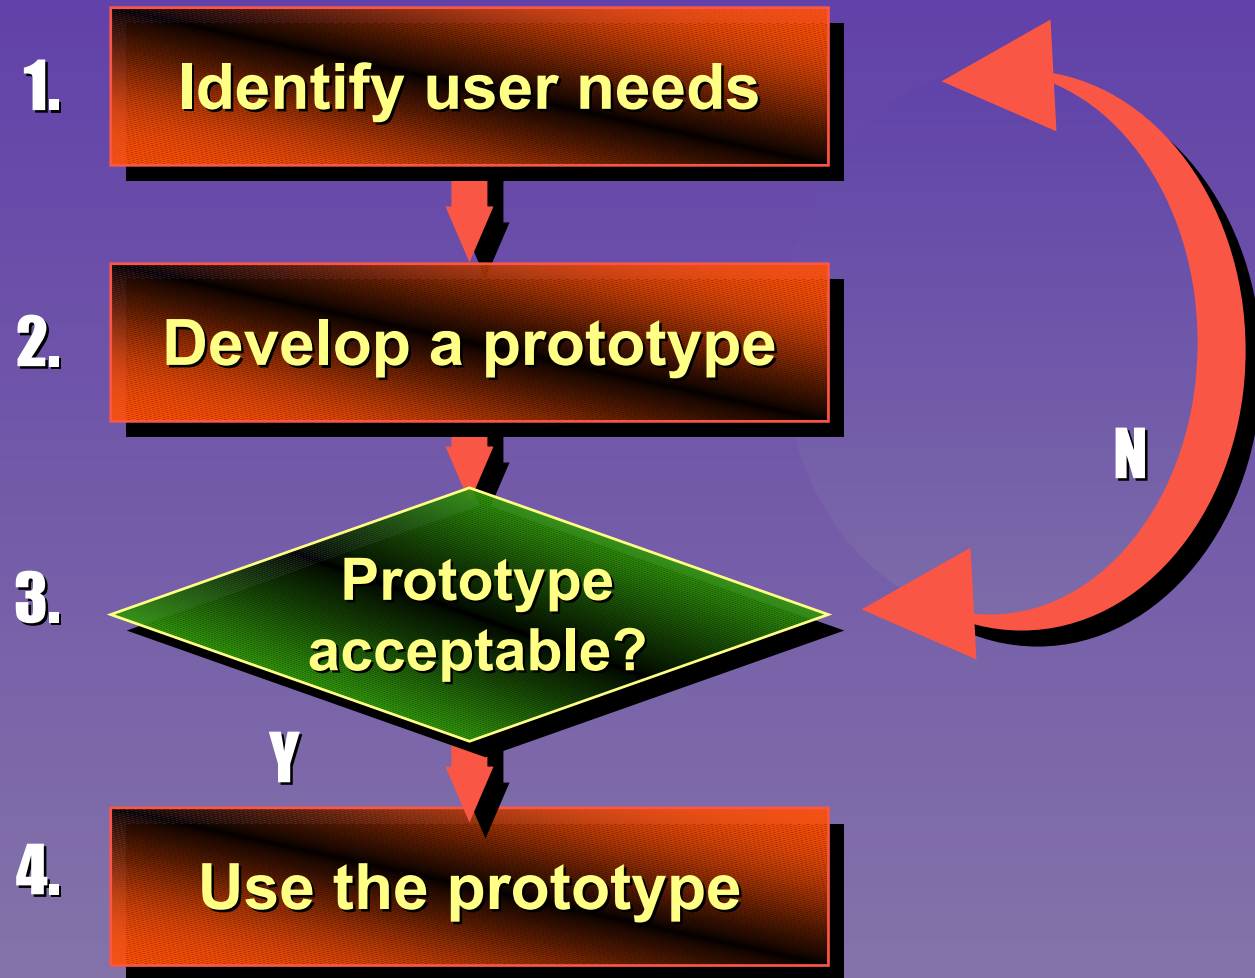 1.
Identify user needs
2.
Develop a prototype
N
3.
Prototype
acceptable?
Y
4.
Use the prototype